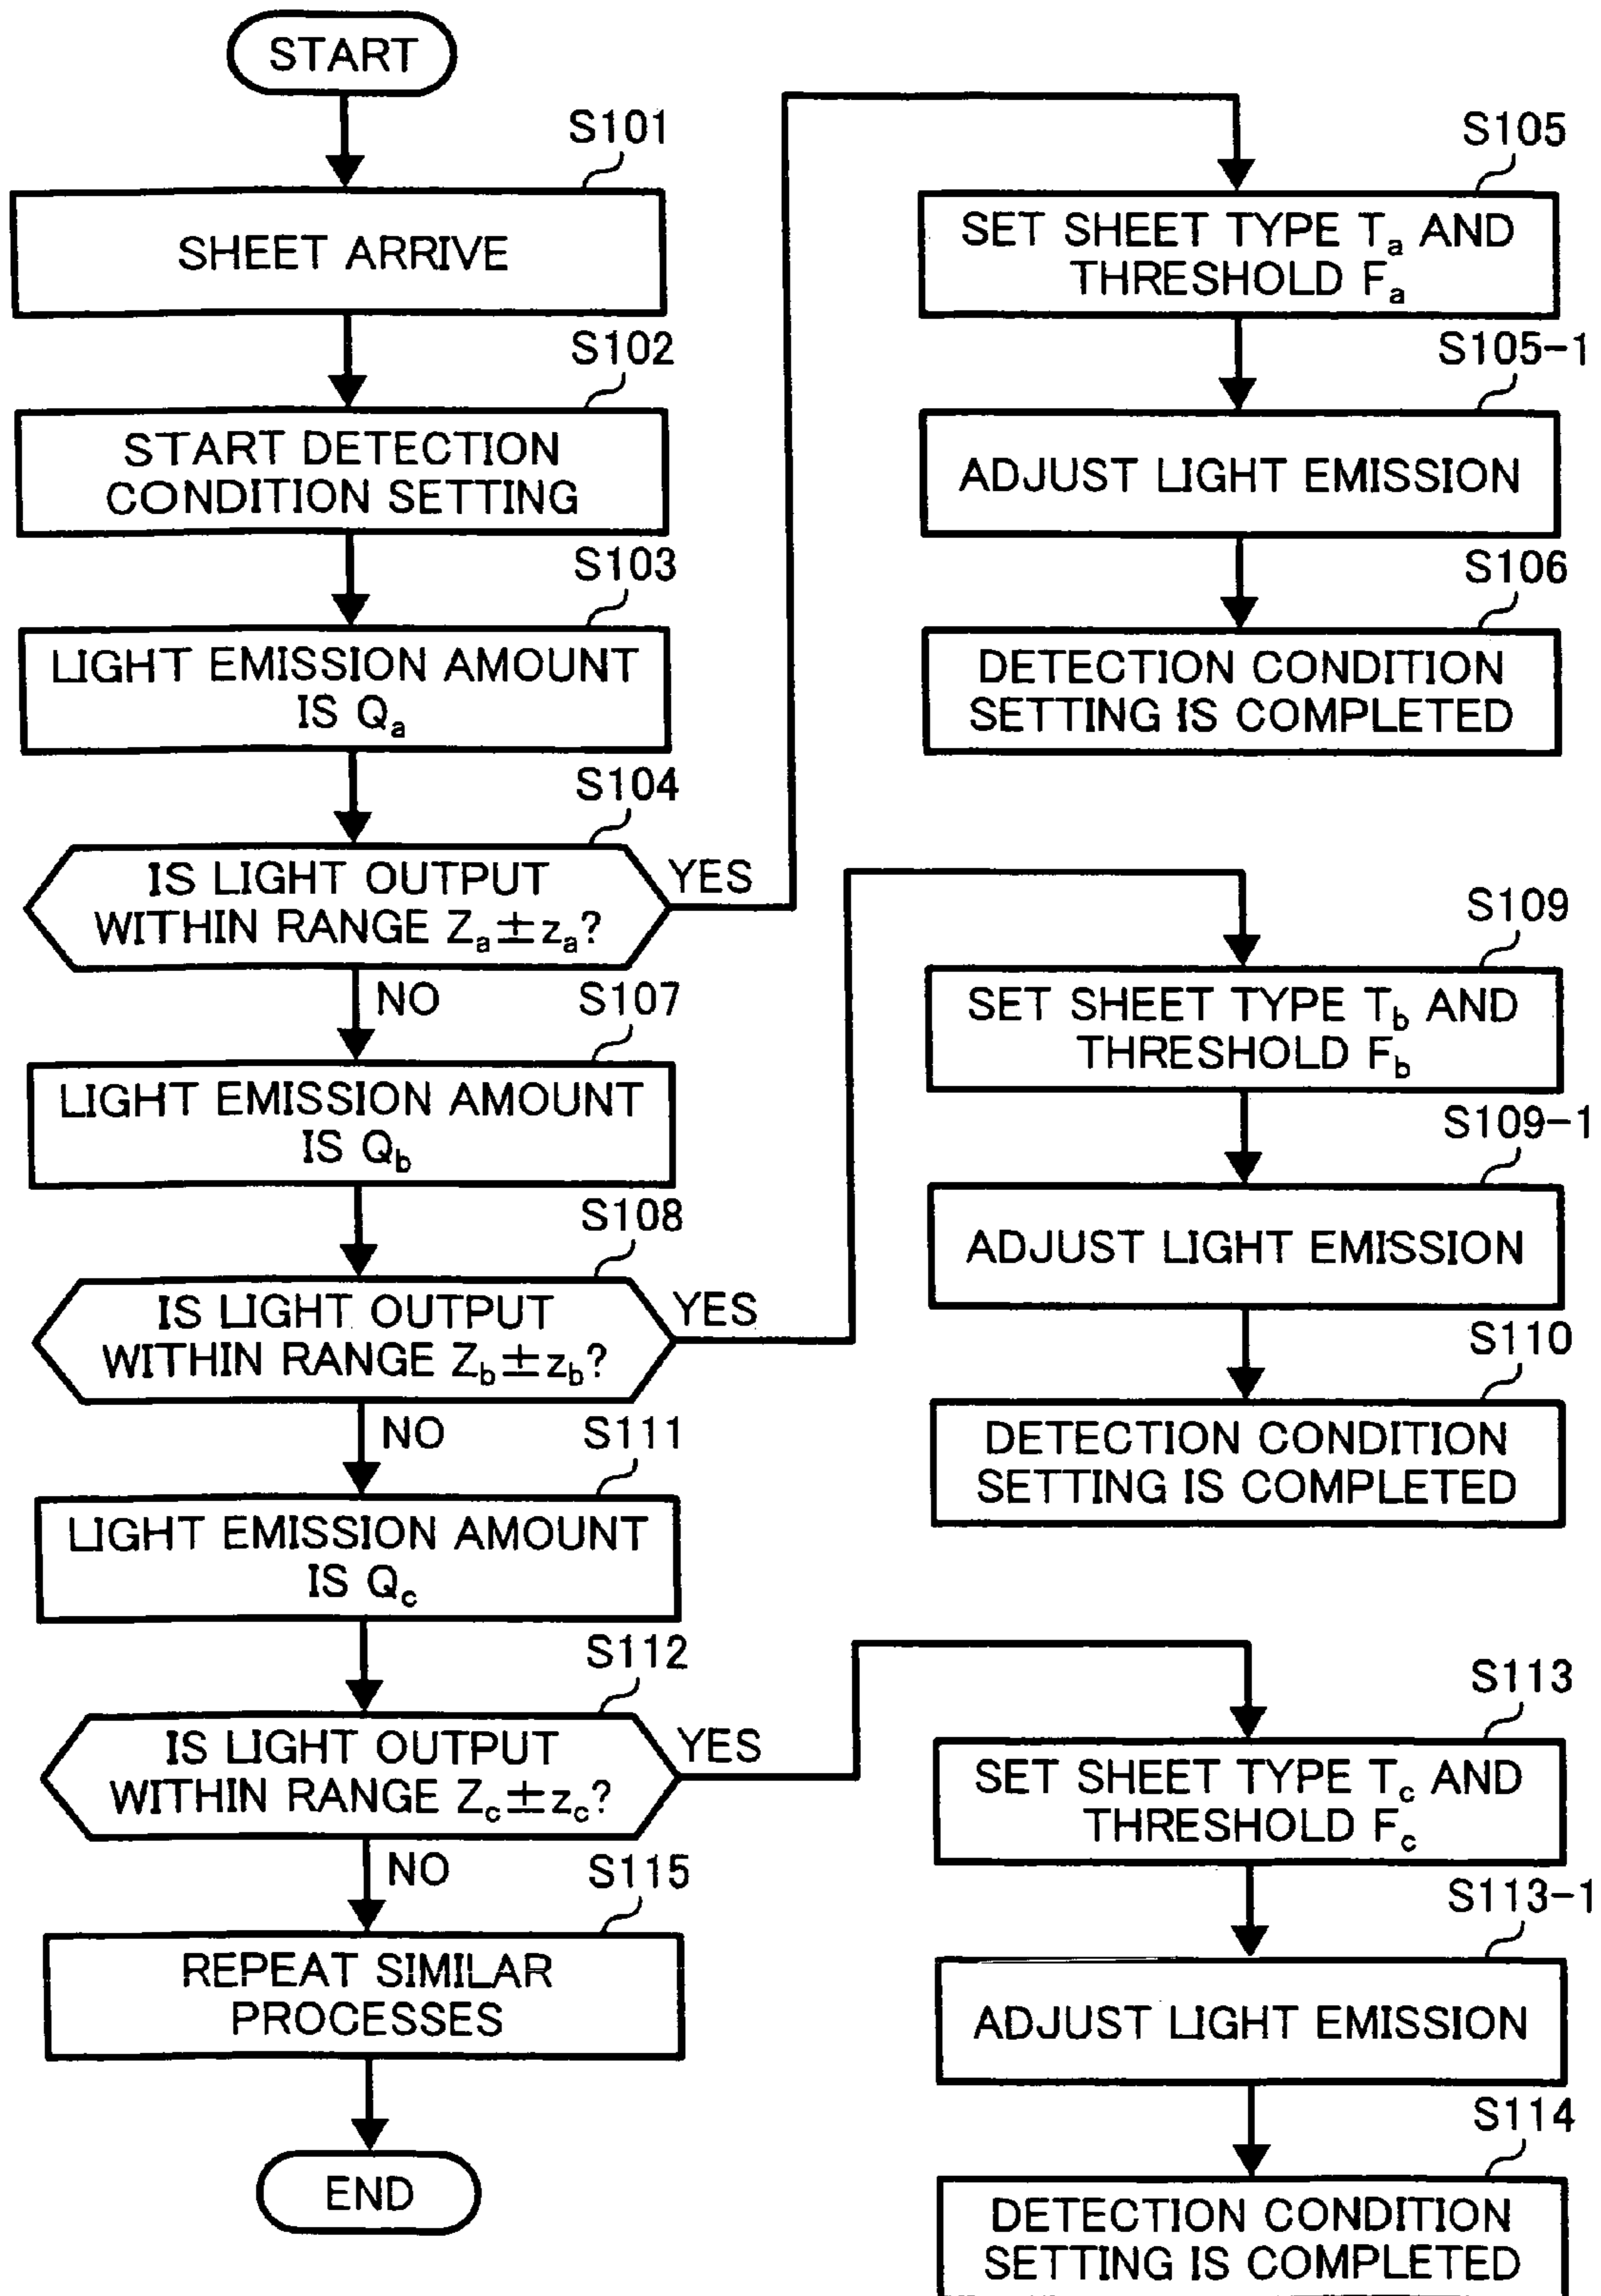 START
S101
SHEET ARRIVE
S102
START DETECTION
CONDITION SETTING
S103
LIGHT EMISSION AMOUNT
IS Qa
S104
IS LIGHT OUTPUT
WITHIN RANGE Za±za?
YES
NO
S107
LIGHT EMISSION AMOUNT
IS Qb
S108
IS LIGHT OUTPUT
WITHIN RANGE Zb±zb?
YES
NO
S111
LIGHT EMISSION AMOUNT
IS Qc
S112
IS LIGHT OUTPUT
WITHIN RANGE Zc±zc?
YES
NO
S115
REPEAT SIMILAR
PROCESSES
END
S105
SET SHEET TYPE Ta AND
THRESHOLD Fa
S105-1
ADJUST LIGHT EMISSION
S106
DETECTION CONDITION
SETTING IS COMPLETED
S109
SET SHEET TYPE Tb AND
THRESHOLD Fb
S109-1
ADJUST LIGHT EMISSION
S110
DETECTION CONDITION
SETTING IS COMPLETED
S113
SET SHEET TYPE Tc AND
THRESHOLD Fc
S113-1
ADJUST LIGHT EMISSION
S114
DETECTION CONDITION
SETTING IS COMPLETED